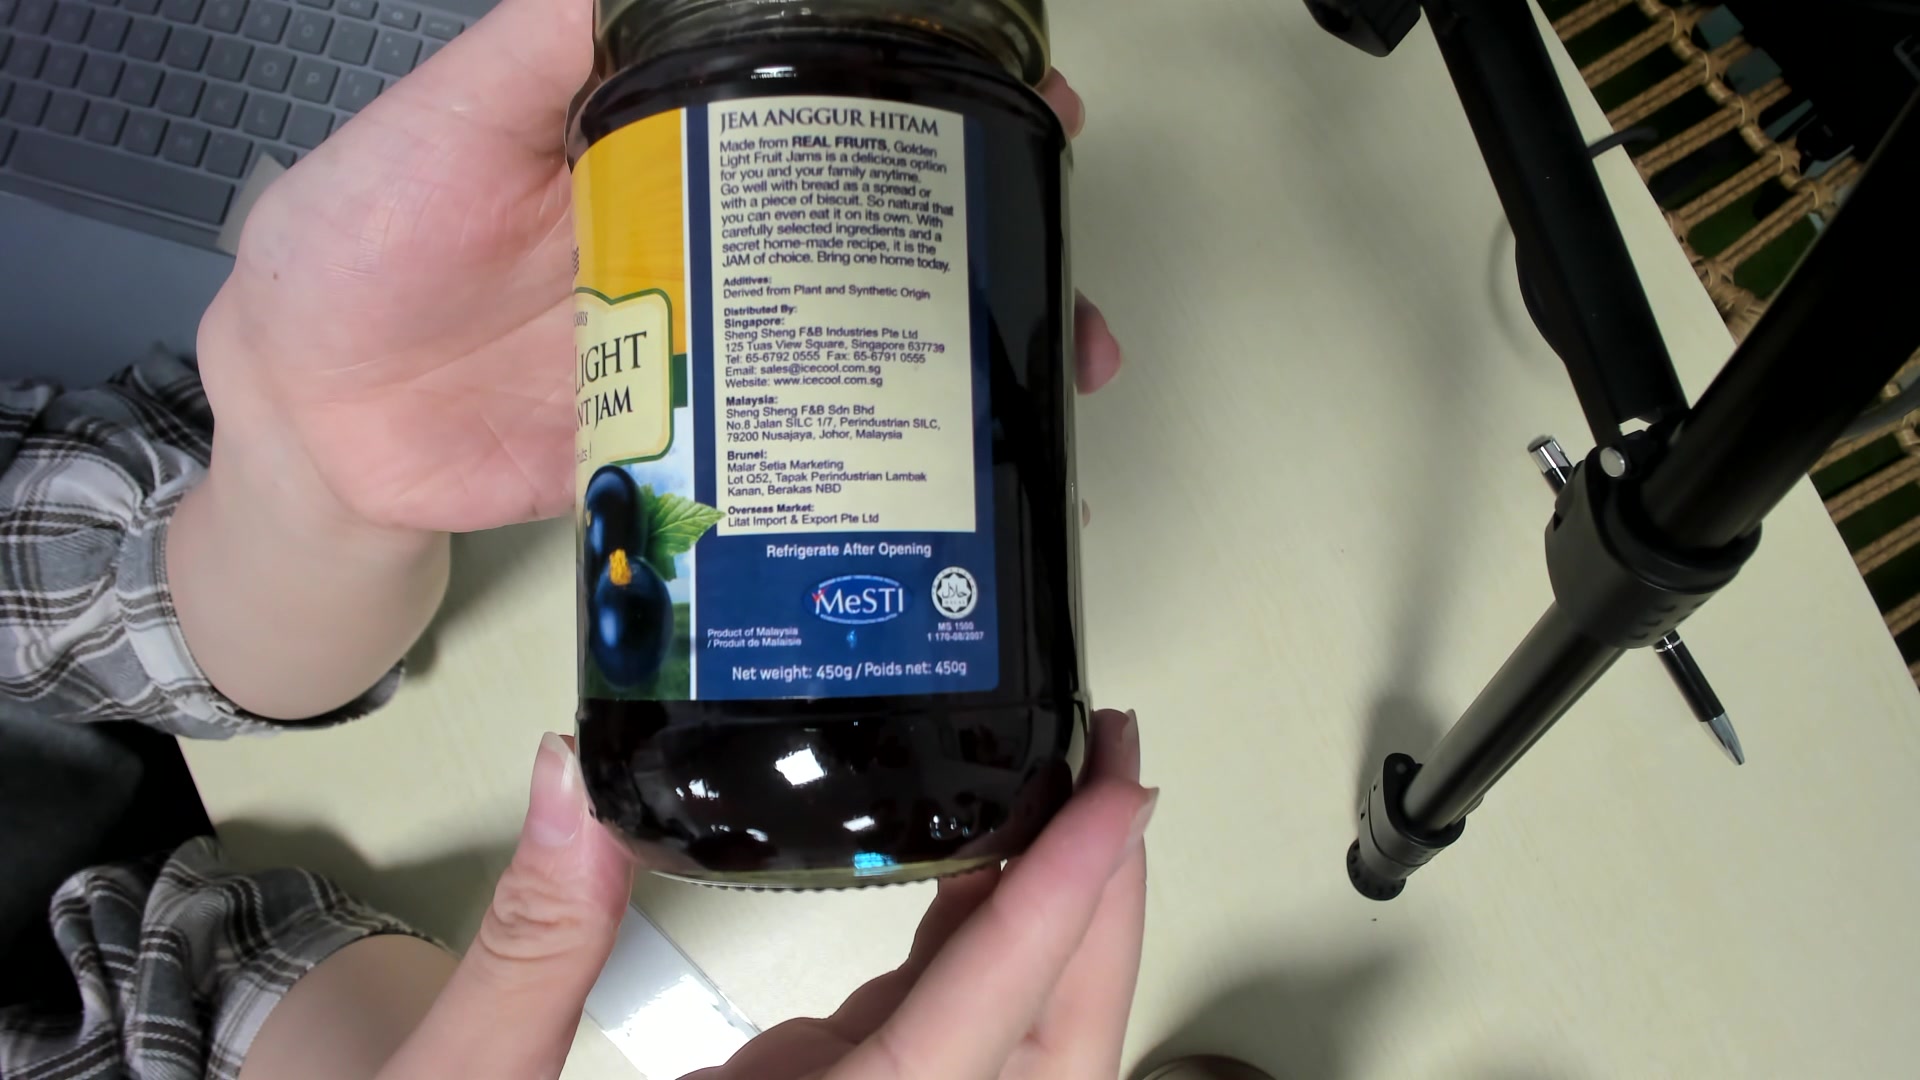 JEM ANGGUR HITAM
Made from REAL FRUITS, Golden
Light Fruit Jams is a delicious option
for you and your family anytime.
Go well with bread as a spread or
with a piece of biscuit. So natural that
you can even eat it on its own. With
carefully selected ingredients and a
secret home-made recipe, it is the
JAM of choice. Bring one home today.
Additives:
Derived from Plant and Synthetic Origin
Distributed By:
Singapore:
Sheng Sheng F&B Industries Pte Ltd
125 Tuas View Square, Singapore 637739
Tel: 65-6792 0555 Fax: 65-6791 0555
Email: sales@icecool.com.sg
Website: www.icecool.com.sg
Malaysia:
Sheng Sheng F&B Sdn Bhd
No.8 Jalan SILC 1/7, Perindustrian SILC,
79200 Nusajaya, Johor, Malaysia
Brunei:
Malar Setia Marketing
Lot Q52, Tapak Perindustrian Lambak
Kanan, Berakas NBD
Overseas Market:
Litat Import & Export Pte Ltd
Refrigerate After Opening
MeSTI
حلال
MS 1500
1 170-08/2007
Product of Malaysia
/ Produit de Malaisie
Net weight: 450g / Poids net: 450g
LIGHT
NT JAM